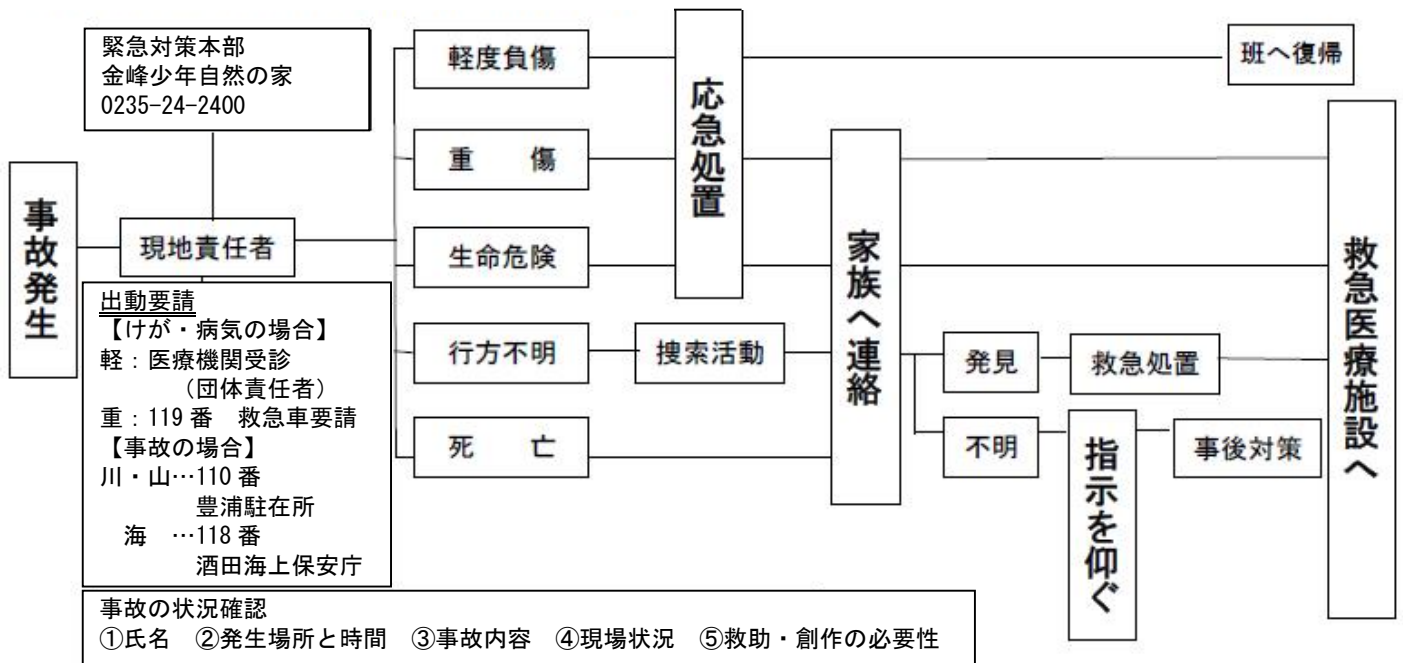 緊急対策本部
金峰少年自然の家
0235-24-2400
事故発生
現地責任者
出動要請
【けが・病気の場合】
軽：医療機関受診
（団体責任者）
重：119番　救急車要請
【事故の場合】
川・山…110番
豊浦駐在所
海　…118番
酒田海上保安庁
軽度負傷
重　傷
生命危険
行方不明
死　亡
応急処置
捜索活動
家族へ連絡
発見
救急処置
不明
指示を仰ぐ
事後対策
班へ復帰
救急医療施設へ
事故の状況確認
①氏名　②発生場所と時間　③事故内容　④現場状況　⑤救助・創作の必要性